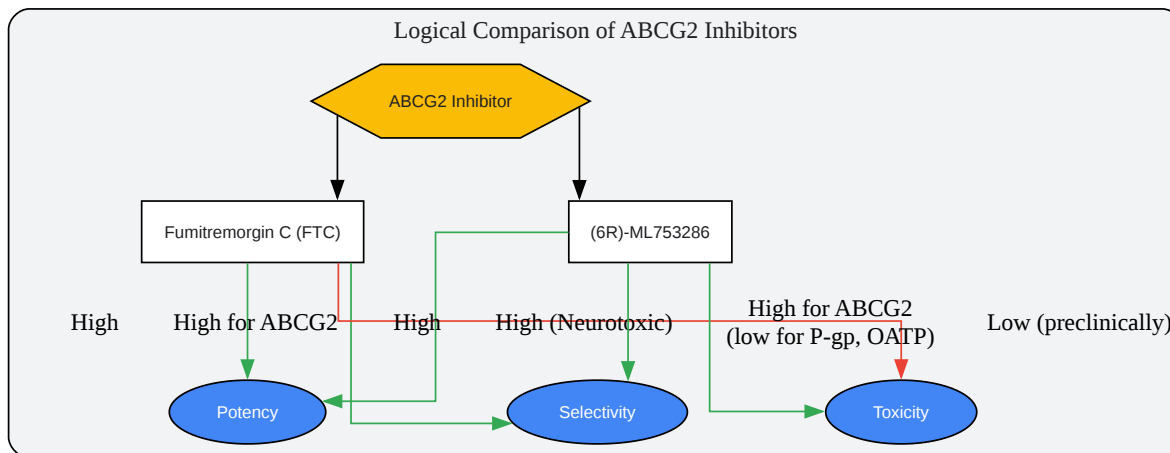 Logical Comparison of ABCG2 Inhibitors
ABCG2 Inhibitor
Fumitremorgin C (FTC)
(6R)-ML753286
High
High for ABCG2
High
High (Neurotoxic)
High for ABCG2
(low for P-gp, OATP)
Low (preclinically)
Potency
Selectivity
Toxicity